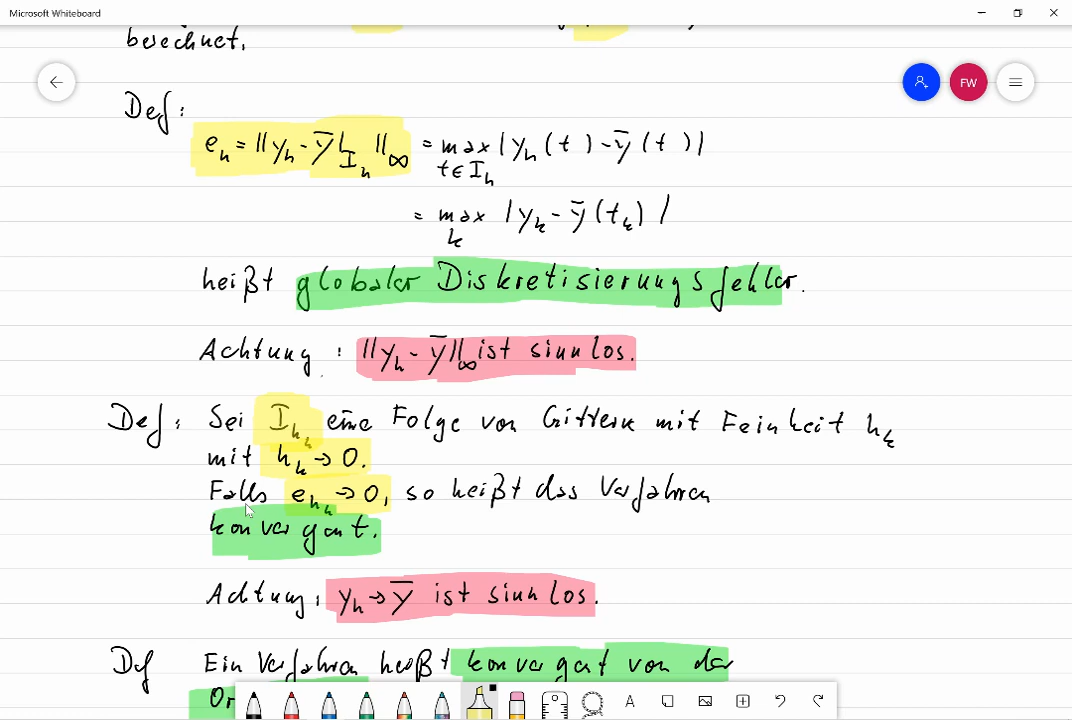 Microsoft Whiteboard
berechnet.
FW
Def:
e_h = ||y_h - ȳ|_{I_h}||_∞ = max_{t∈I_h} |y_h(t) - ȳ(t)|
= max_k |y_k - ȳ(t_k)|
heißt globaler Diskretisierungsfehler.
Achtung: ||y_h - ȳ||_∞ ist sinnlos.
Def: Sei I_{h_k} eine Folge von Gittern mit Feinheit h_k
mit h_k → 0.
Falls e_{h_k} → 0, so heißt das Verfahren
konvergent.
Achtung: y_h → ȳ ist sinnlos.
Def Ein Verfahren heißt konvergent von der
Or
A